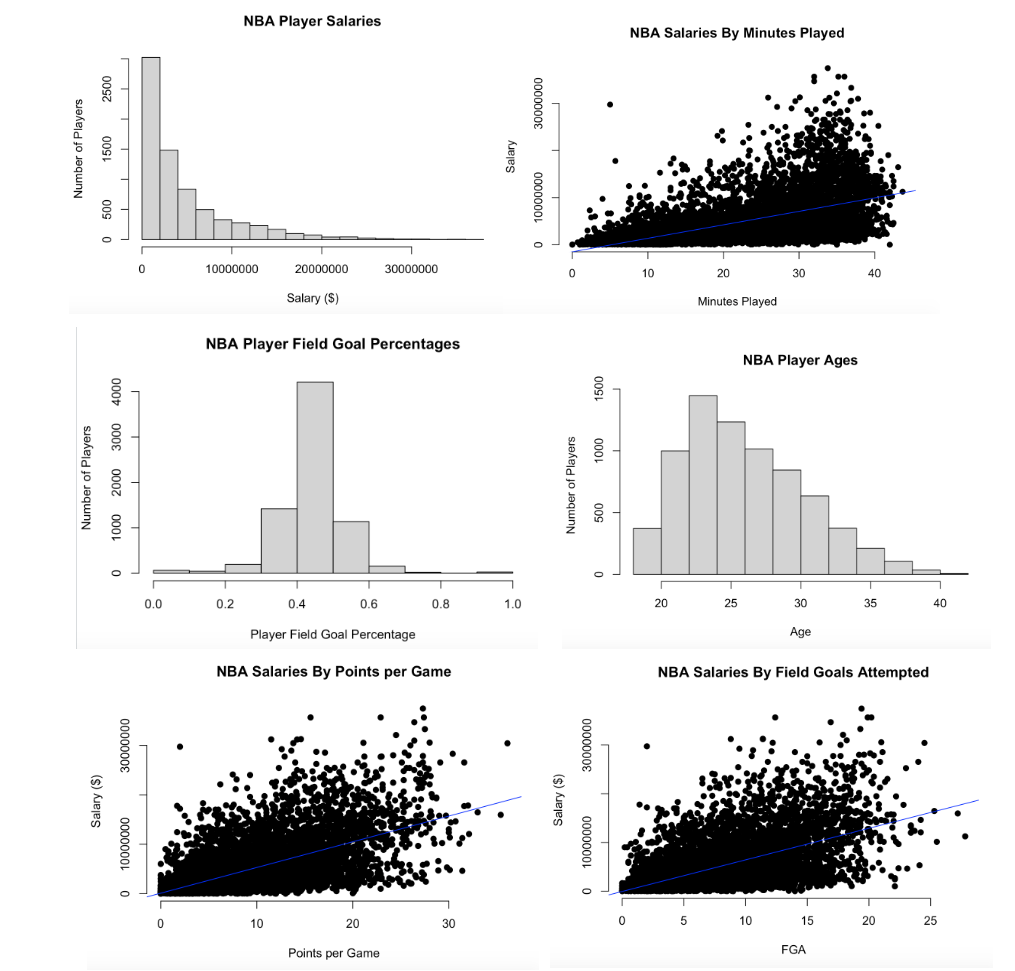 NBA Player Salaries
Number of Players
2500
1500
500
0
0 10000000 20000000 30000000
Salary ($)
NBA Salaries By Minutes Played
Salary
30000000
10000000
0
0 10 20 30 40
Minutes Played
NBA Player Field Goal Percentages
Number of Players
4000
3000
2000
1000
0
0.0 0.2 0.4 0.6 0.8 1.0
Player Field Goal Percentage
NBA Player Ages
Number of Players
1500
1000
500
0
20 25 30 35 40
Age
NBA Salaries By Points per Game
Salary ($)
30000000
10000000
0
0 10 20 30
Points per Game
NBA Salaries By Field Goals Attempted
Salary ($)
30000000
10000000
0
0 5 10 15 20 25
FGA